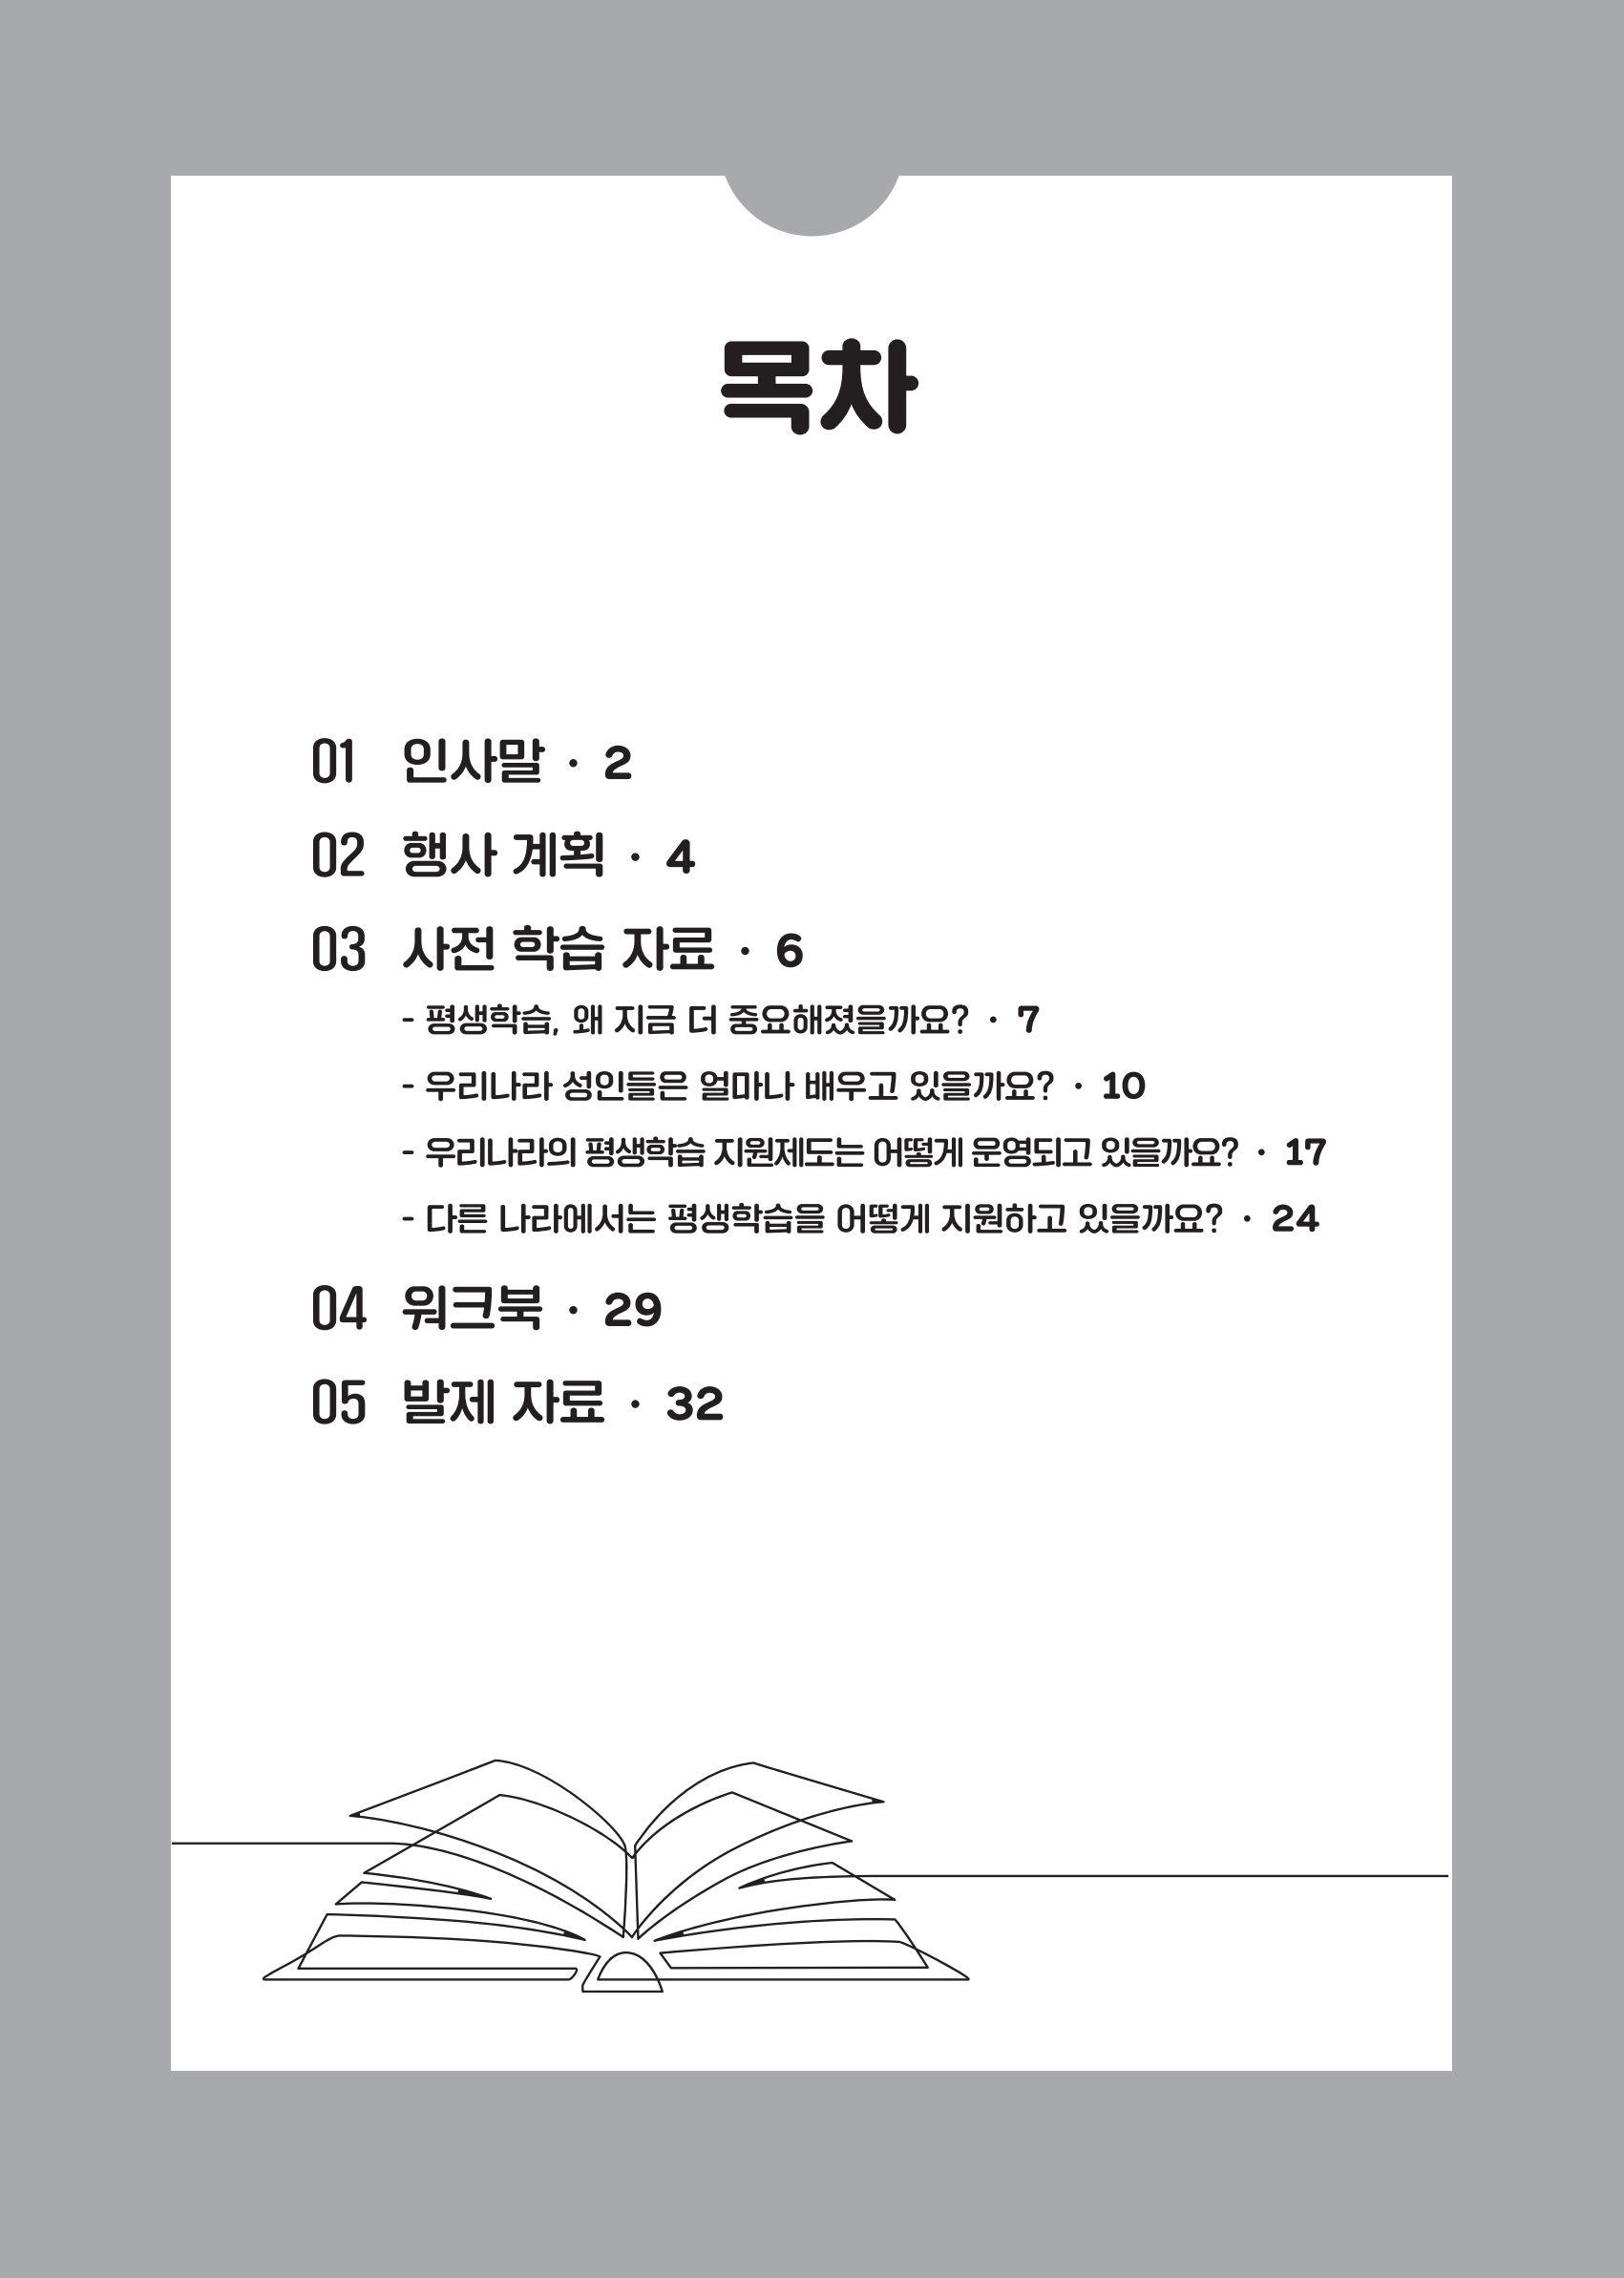 목차
01 인사말 · 2
02 행사 계획 · 4
03 사전 학습 자료 · 6
- 평생학습, 왜 지금 더 중요해졌을까요? · 7
- 우리나라 성인들은 얼마나 배우고 있을까요? · 10
- 우리나라의 평생학습 지원제도는 어떻게 운영되고 있을까요? · 17
- 다른 나라에서는 평생학습을 어떻게 지원하고 있을까요? · 24
04 워크북 · 29
05 발제 자료 · 32